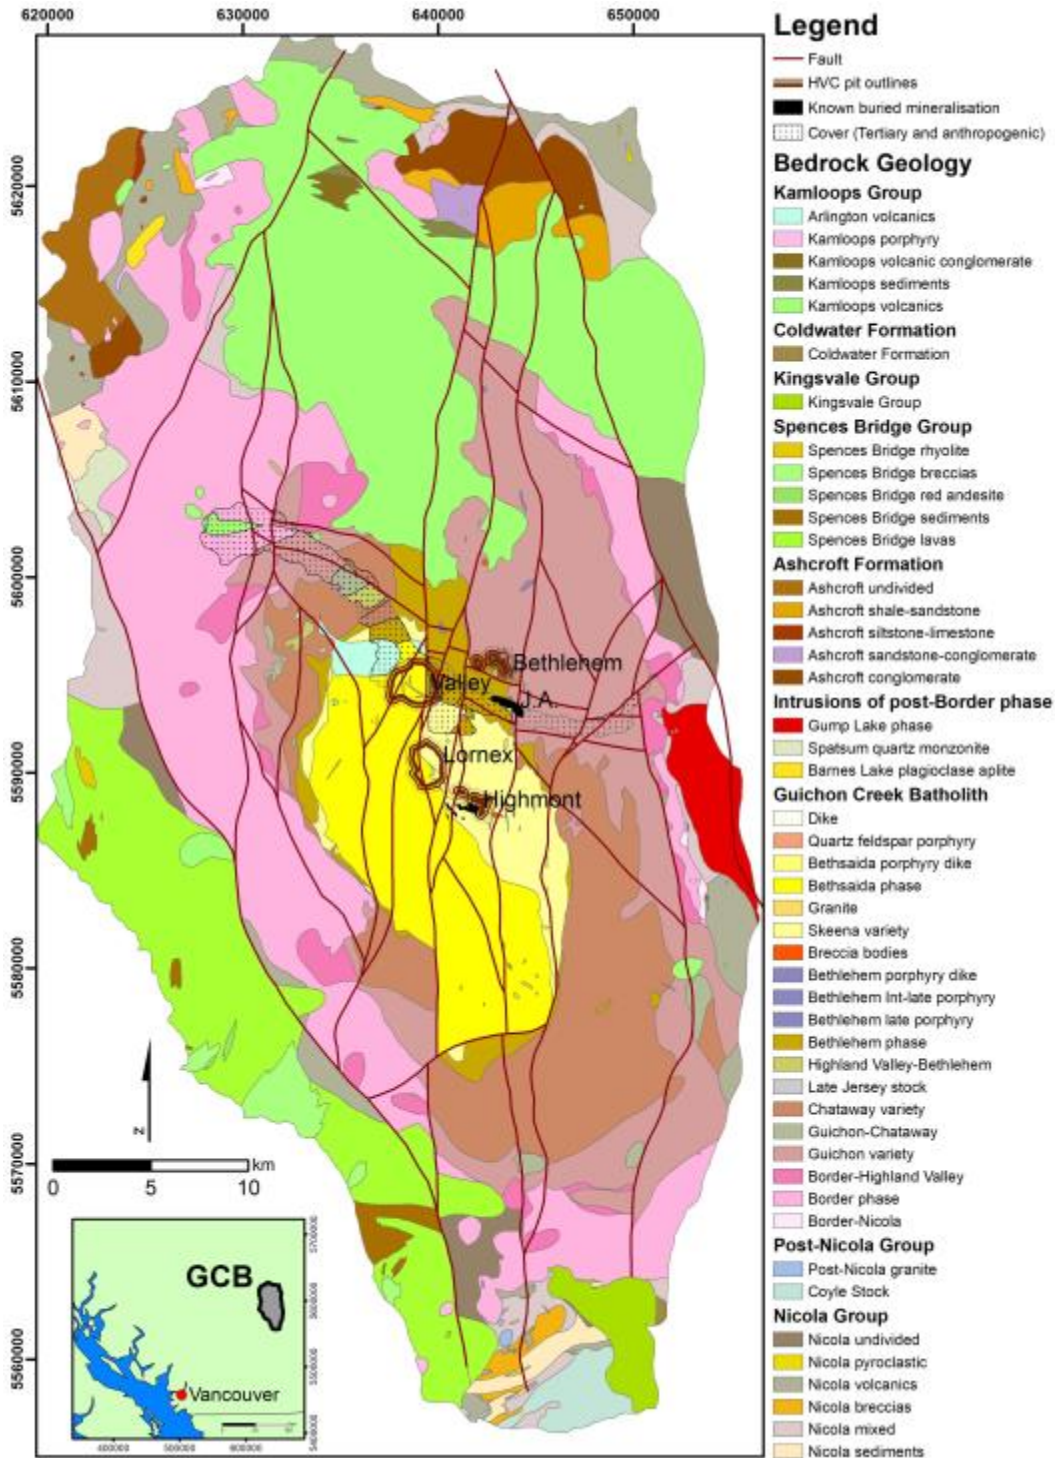 620000
630000
640000
650000
5620000
5610000
5600000
5590000
5580000
5570000
5560000
Bethlehem
Valley
J.A.
Lornex
Highmont
N
km
0
5
10
GCB
Vancouver
400000
500000
600000
5700000
5600000
5500000
5400000
Legend
Fault
HVC pit outlines
Known buried mineralisation
Cover (Tertiary and anthropogenic)
Bedrock Geology
Kamloops Group
Arlington volcanics
Kamloops porphyry
Kamloops volcanic conglomerate
Kamloops sediments
Kamloops volcanics
Coldwater Formation
Coldwater Formation
Kingsvale Group
Kingsvale Group
Spences Bridge Group
Spences Bridge rhyolite
Spences Bridge breccias
Spences Bridge red andesite
Spences Bridge sediments
Spences Bridge lavas
Ashcroft Formation
Ashcroft undivided
Ashcroft shale-sandstone
Ashcroft siltstone-limestone
Ashcroft sandstone-conglomerate
Ashcroft conglomerate
Intrusions of post-Border phase
Gump Lake phase
Spatsum quartz monzonite
Barnes Lake plagioclase aplite
Guichon Creek Batholith
Dike
Quartz feldspar porphyry
Bethsaida porphyry dike
Bethsaida phase
Granite
Skeena variety
Breccia bodies
Bethlehem porphyry dike
Bethlehem Int-late porphyry
Bethlehem late porphyry
Bethlehem phase
Highland Valley-Bethlehem
Late Jersey stock
Chataway variety
Guichon-Chataway
Guichon variety
Border-Highland Valley
Border phase
Border-Nicola
Post-Nicola Group
Post-Nicola granite
Coyle Stock
Nicola Group
Nicola undivided
Nicola pyroclastic
Nicola volcanics
Nicola breccias
Nicola mixed
Nicola sediments